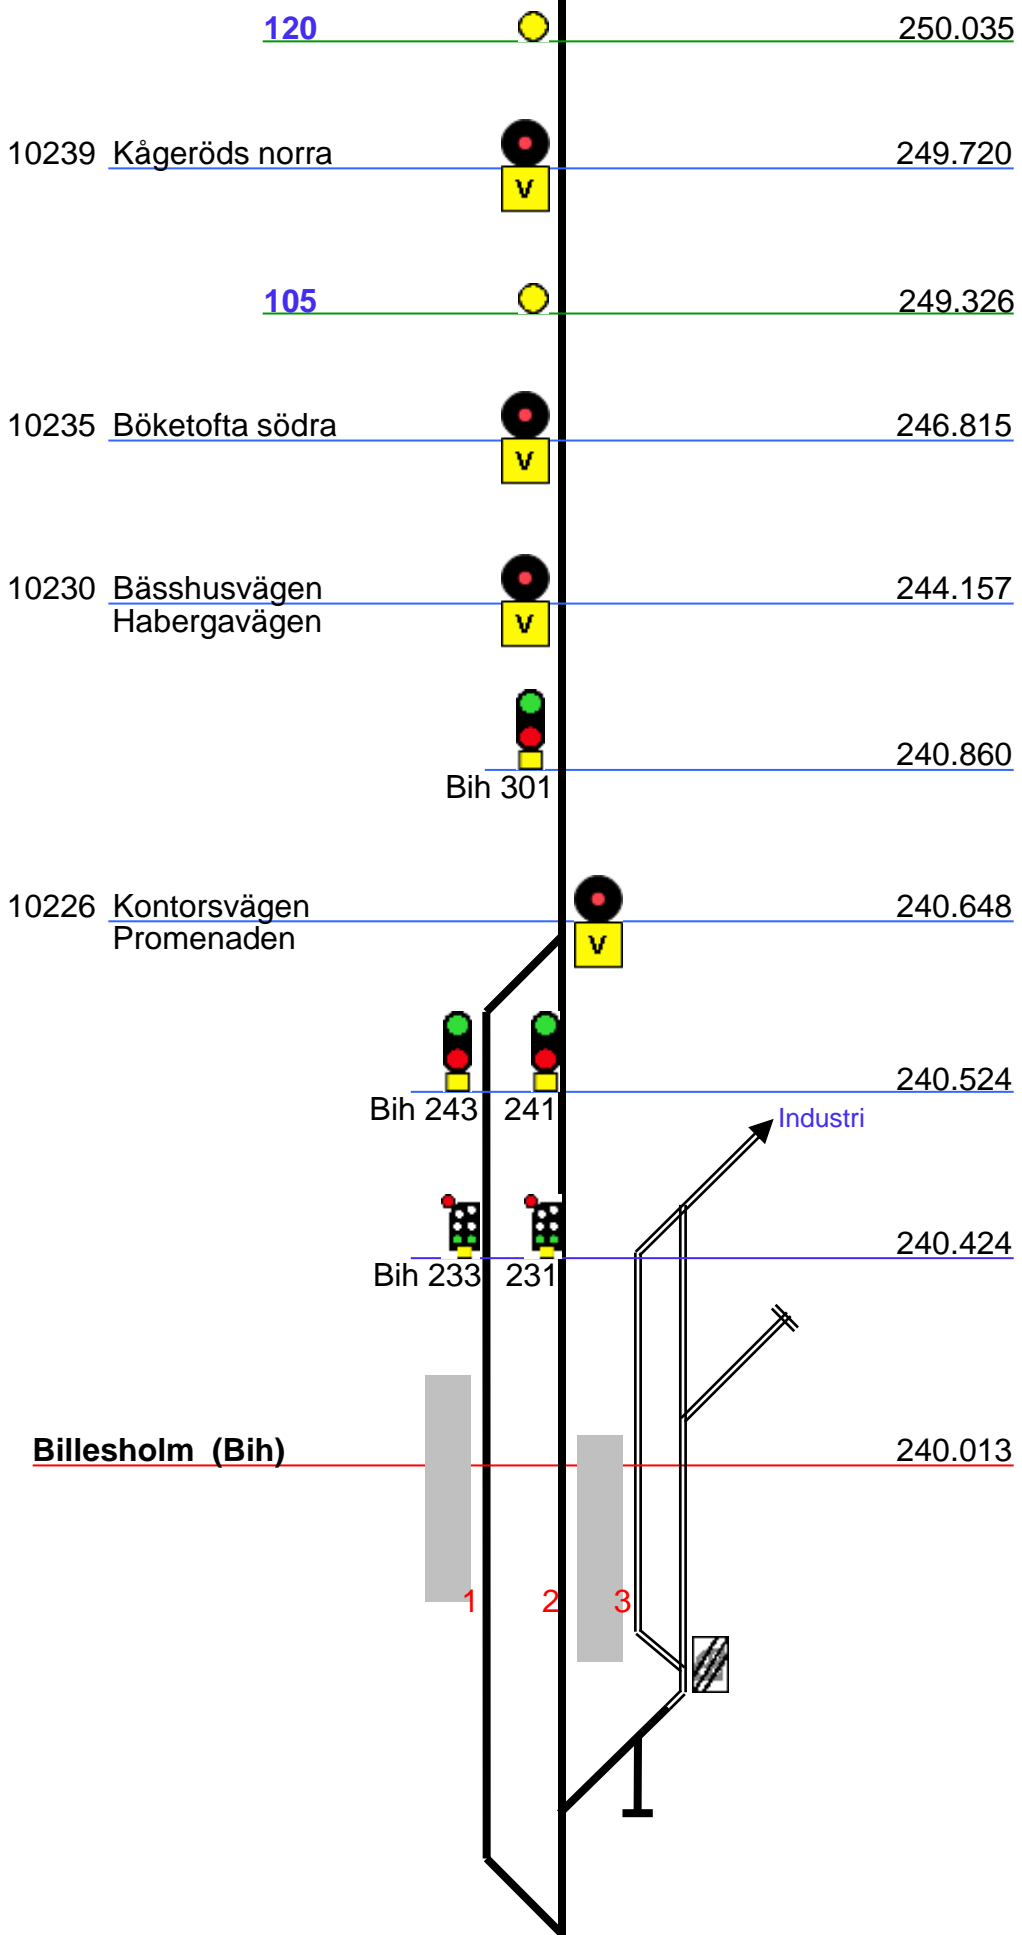 120 250.035
10239 Kågeröds norra 249.720
V
105 249.326
10235 Böketofta södra 246.815
V
10230 Bässhusvägen 244.157
Habergavägen
V
240.860
Bih 301
10226 Kontorsvägen 240.648
Promenaden
V
240.524
Bih 243 241
Industri
240.424
Bih 233 231
Billesholm (Bih) 240.013
1 2 3